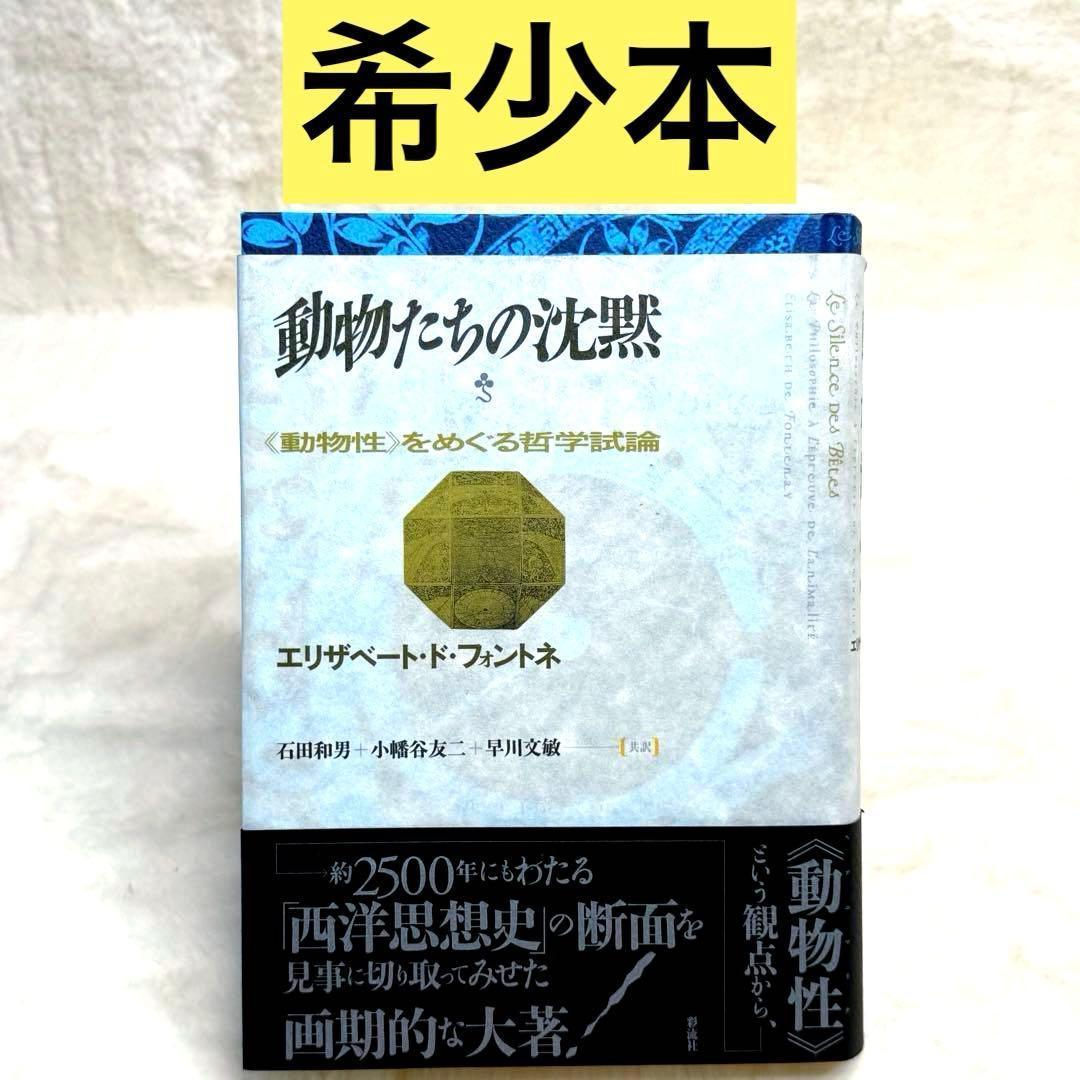 希少本
動物たちの沈黙
《動物性》をめぐる哲学試論
エリザベート・ド・フォントネ
石田和男+小幡谷友二+早川文敏 [共訳]
Le Silence des Bêtes
La Philosophie à l'épreuve de l'animalité
Elisabeth de Fontenay
《動物性》
という観点から、
約2500年にもわたる
「西洋思想史」の断面を
見事に切り取ってみせた
画期的な大著!
彩流社